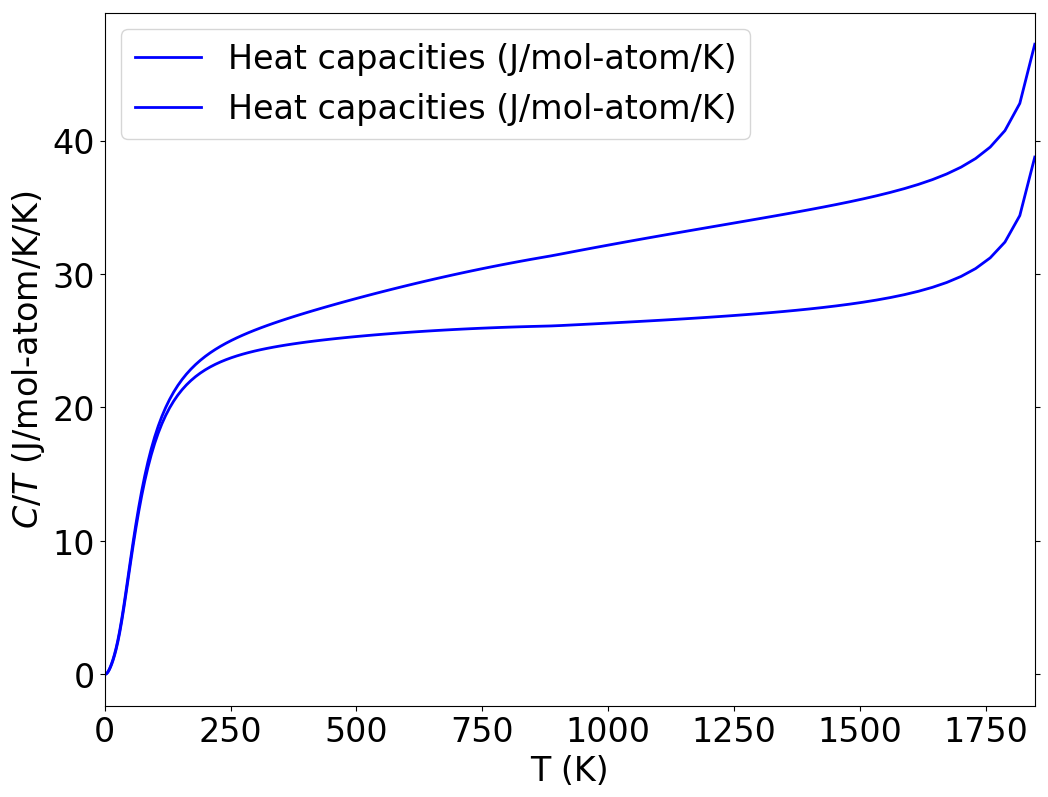 Heat capacities (J/mol-atom/K)
Heat capacities (J/mol-atom/K)
C/T (J/mol-atom/K/K)
40
30
20
10
0
0 250 500 750 1000 1250 1500 1750
T (K)